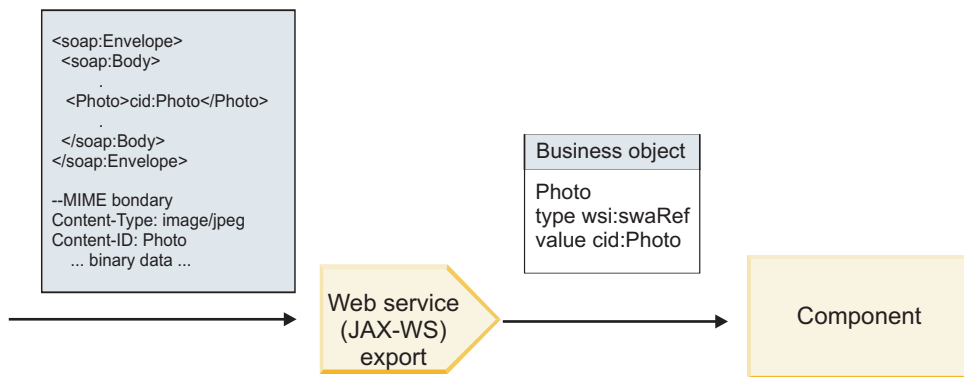 <soap:Envelope>
<soap:Body>
.
<Photo>cid:Photo</Photo>
.
</soap:Body>
</soap:Envelope>
--MIME bondary
Content-Type: image/jpeg
Content-ID: Photo
... binary data ...
Business object
Photo
type wsi:swaRef
value cid:Photo
Web service
(JAX-WS)
export
Component